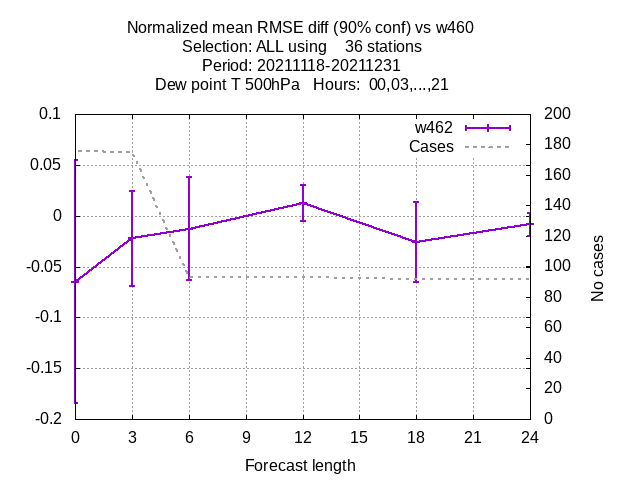 Normalized mean RMSE diff (90% conf) vs w460
Selection: ALL using    36 stations
Period: 20211118-20211231
Dew point T 500hPa   Hours:  00,03,...,21
w462
Cases
0.1
0.05
0
-0.05
-0.1
-0.15
-0.2
200
180
160
140
120
100
80
60
40
20
0
No cases
0 3 6 9 12 15 18 21 24
Forecast length